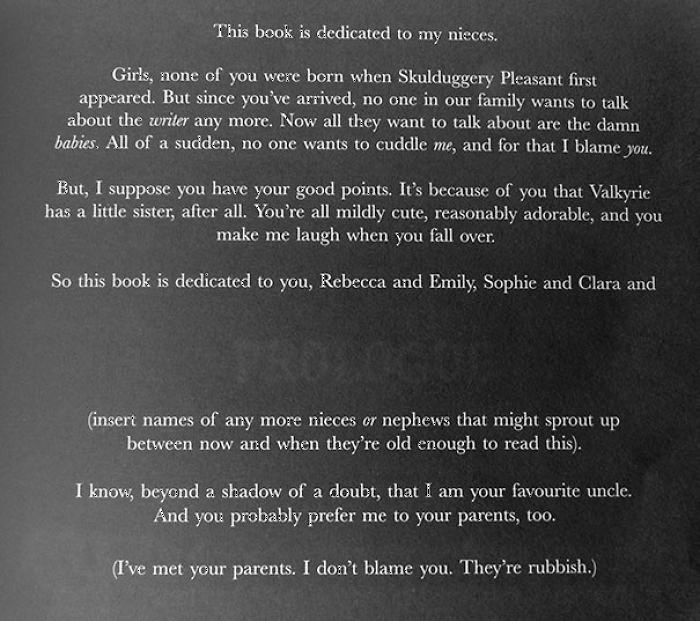 This book is dedicated to my nieces.
Girls, none of you were born when Skulduggery Pleasant first
appeared. But since you've arrived, no one in our family wants to talk
about the writer any more. Now all they want to talk about are the damn
babies. All of a sudden, no one wants to cuddle me, and for that I blame you.
But, I suppose you have your good points. It's because of you that Valkyrie
has a little sister, after all. You're all mildly cute, reasonably adorable, and you
make me laugh when you fall over.
So this book is dedicated to you, Rebecca and Emily, Sophie and Clara and
PROLOGUE
(insert names of any more nieces or nephews that might sprout up
between now and when they're old enough to read this).
I know, beyond a shadow of a doubt, that I am your favourite uncle.
And you probably prefer me to your parents, too.
(I've met your parents. I don't blame you. They're rubbish.)